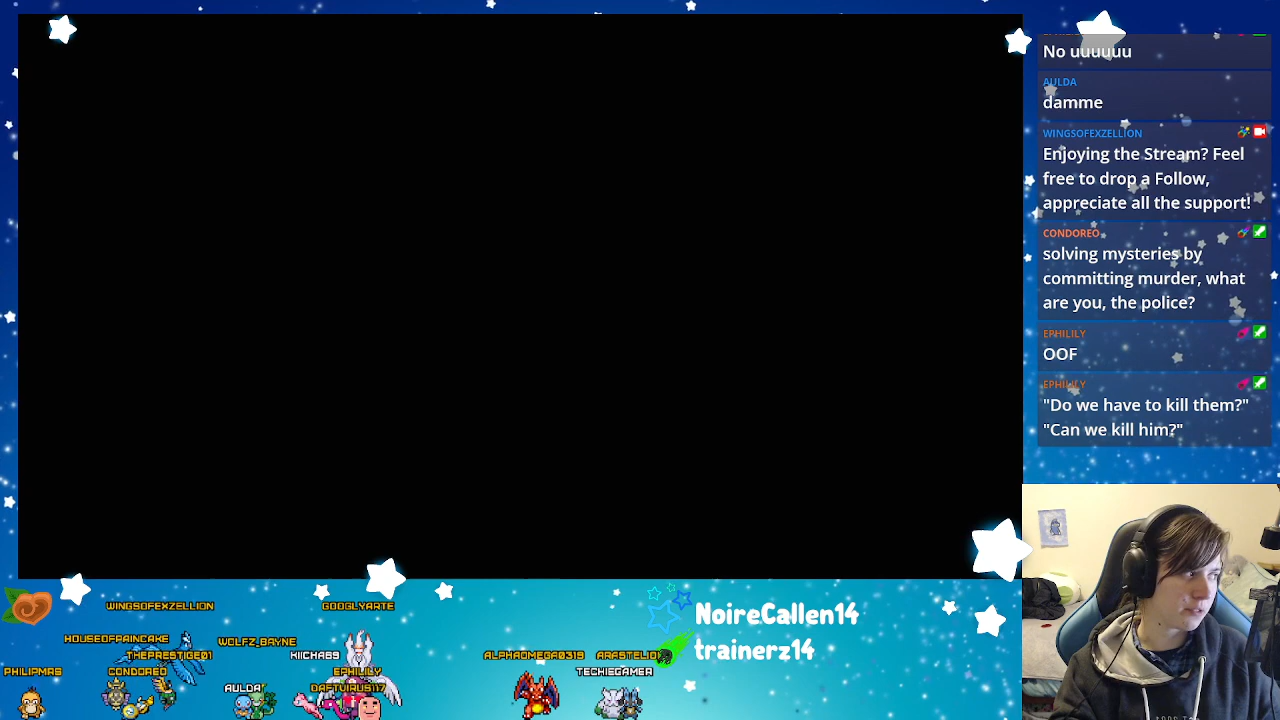 No uuuuuu
AULDA
damme
WINGSOFEXZELLION
Enjoying the Stream? Feel
free to drop a Follow,
appreciate all the support!
CONDOREO
solving mysteries by
committing murder, what
are you, the police?
EPHILILY
OOF
EPHILILY
"Do we have to kill them?"
"Can we kill him?"
WINGSOFEXZELLION
GOOGLYARTE
HOUSEOFPAINCAKE
WOLFZ_BAYNE
THEPRESTIGE01
KIICHA69
ALPHAOMEGA0319
PHILIPMAS
CONDOREO
EPHILILY
TECHIEGAMER
AULDA
DAFTVIRUS117
NoireCallen14
trainerz14